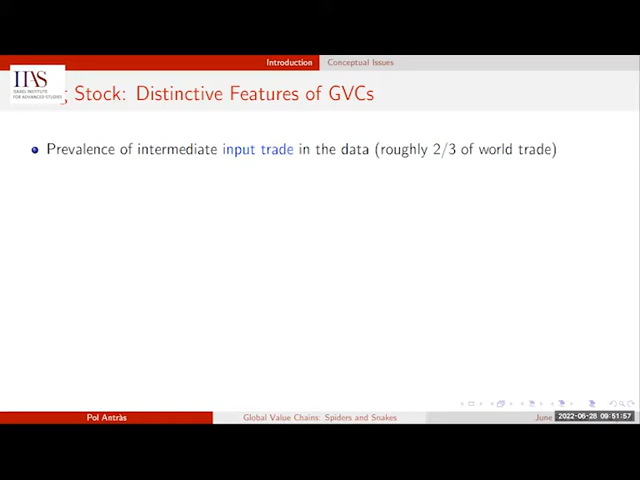 Introduction
Conceptual Issues
IIAS
ISRAEL INSTITUTE
FOR ADVANCED STUDIES
g Stock: Distinctive Features of GVCs
Prevalence of intermediate input trade in the data (roughly 2/3 of world trade)
Pol Antràs
Global Value Chains: Spiders and Snakes
June
2022-06-28 09:51:57